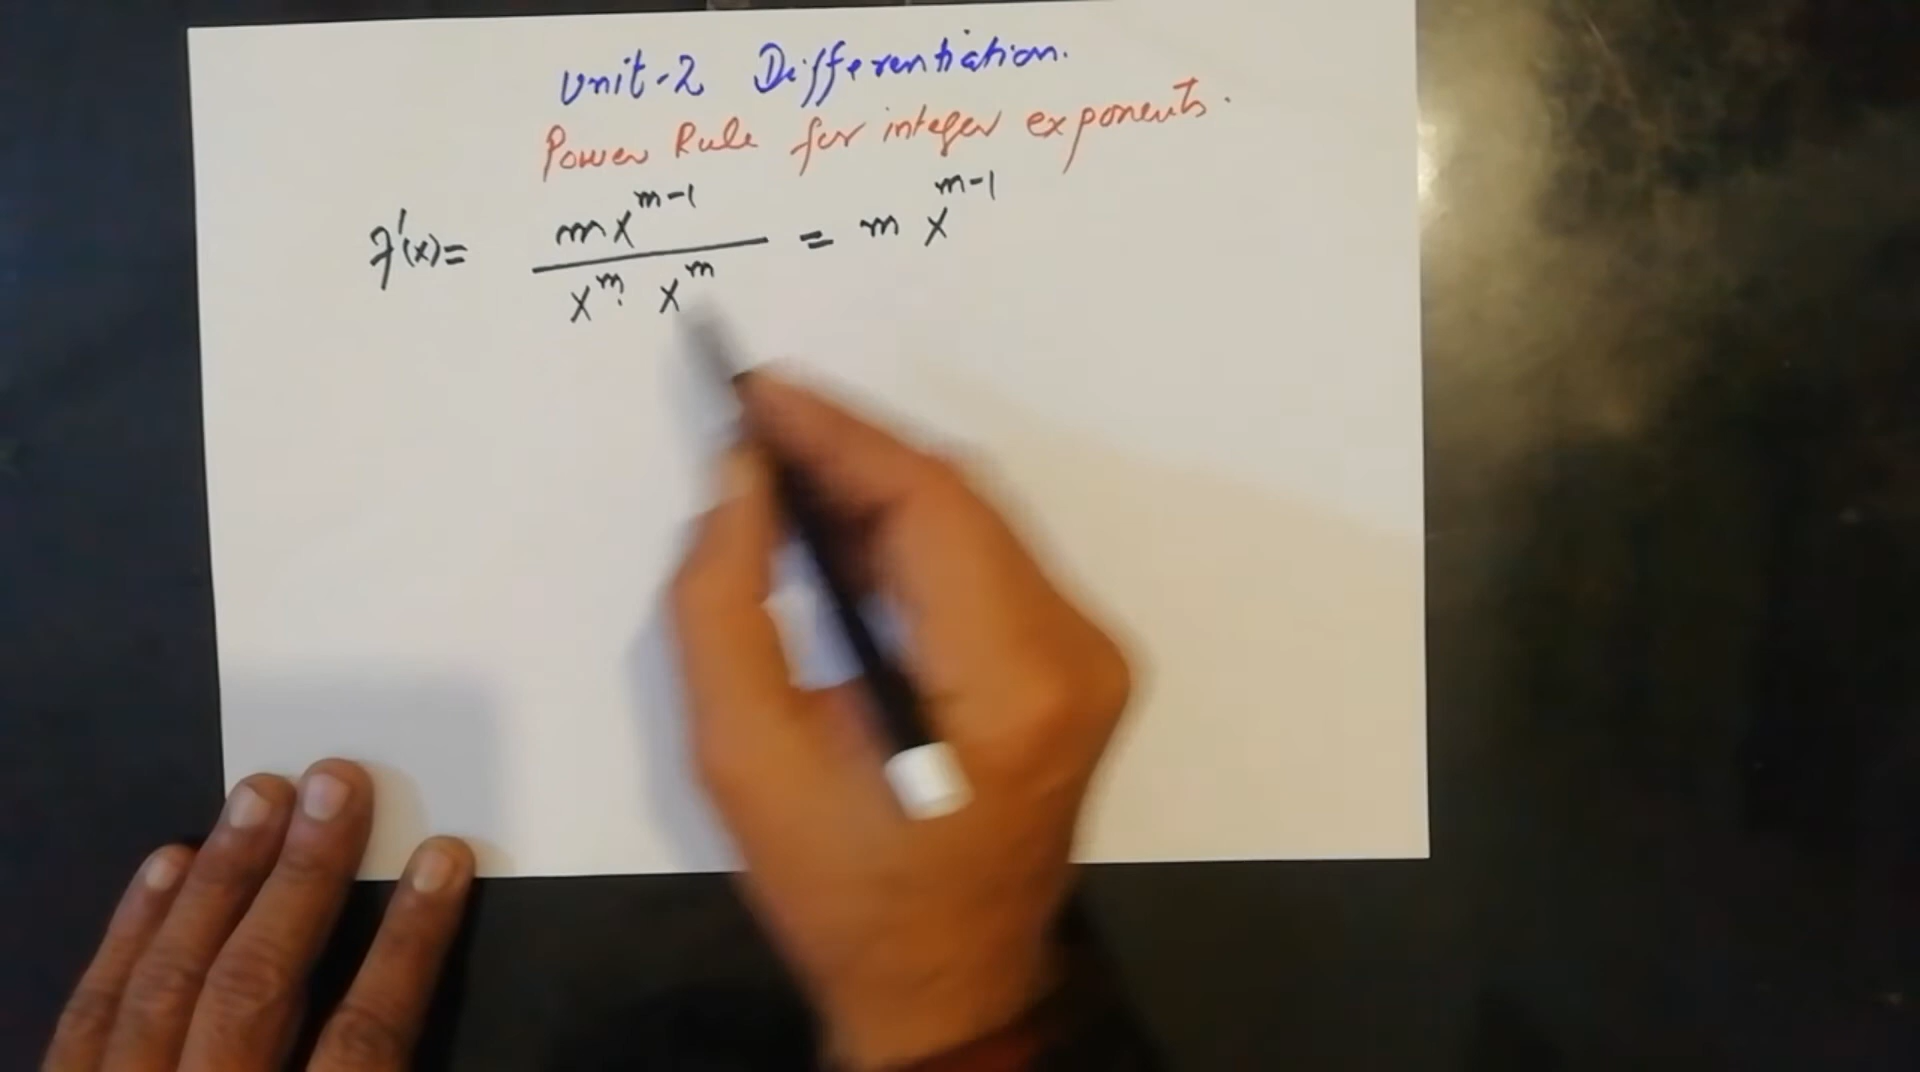 Unit-2 Differentiation.
Power Rule for integer exponents.
f'(x) = mx^{m-1} / x^m · x^m = m x^{m-1}